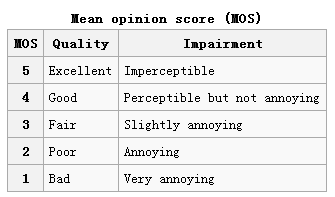 Mean opinion score (MOS)
MOS Quality Impairment
5 Excellent Imperceptible
4 Good Perceptible but not annoying
3 Fair Slightly annoying
2 Poor Annoying
1 Bad Very annoying